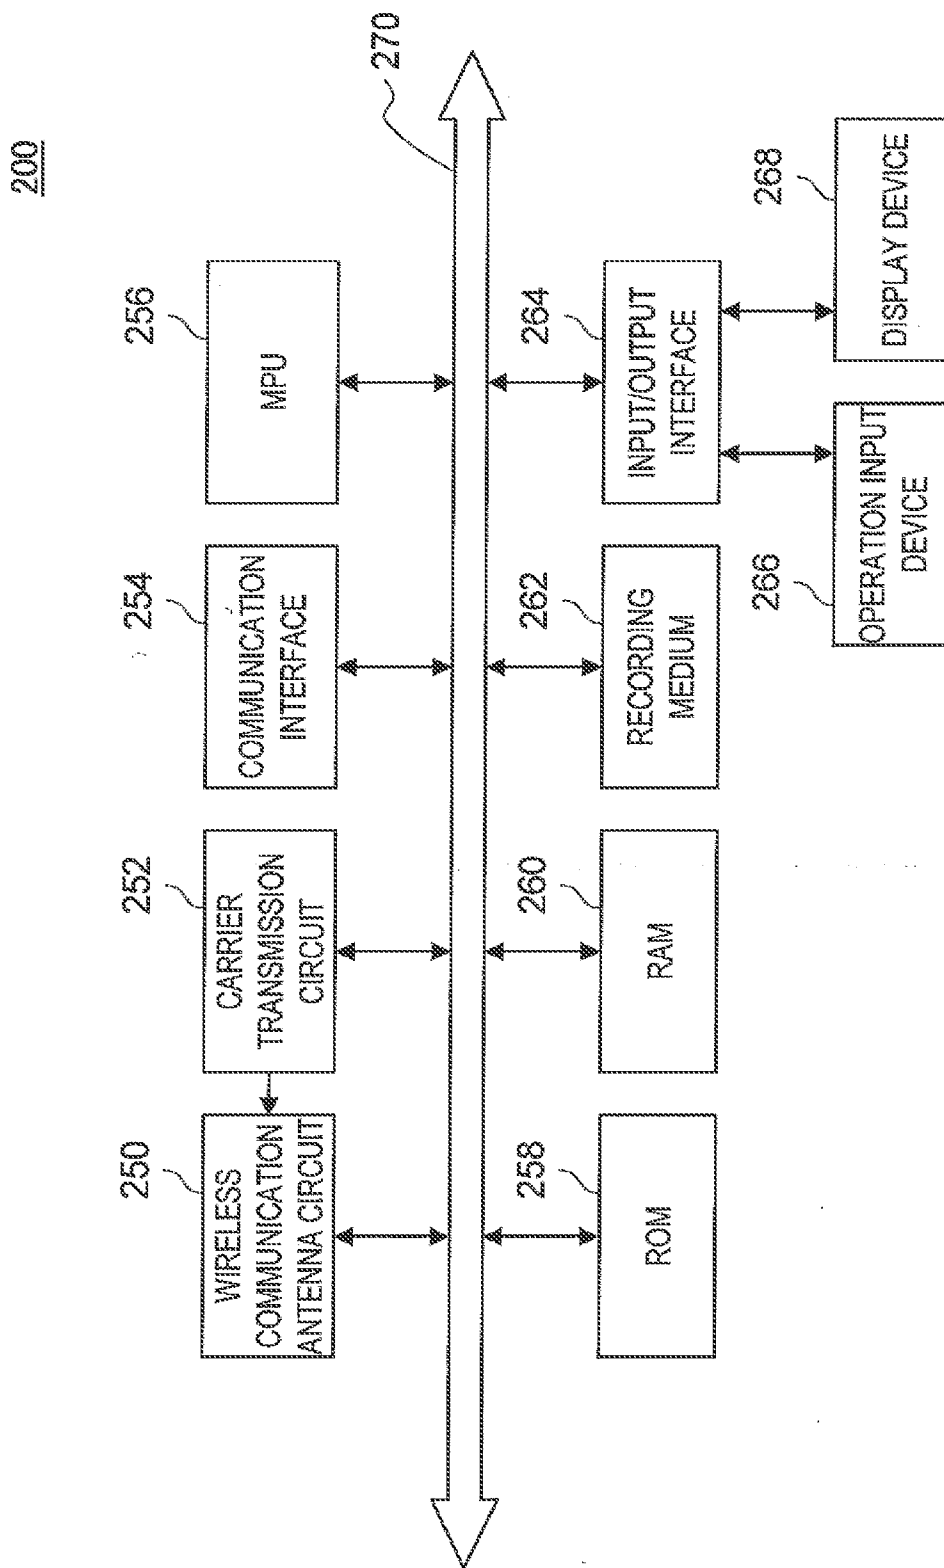 200
250
WIRELESS
COMMUNICATION
ANTENNA CIRCUIT
252
CARRIER
TRANSMISSION
CIRCUIT
254
COMMUNICATION
INTERFACE
256
MPU
270
258
ROM
260
RAM
262
RECORDING
MEDIUM
264
INPUT/OUTPUT
INTERFACE
266
OPERATION INPUT
DEVICE
268
DISPLAY DEVICE